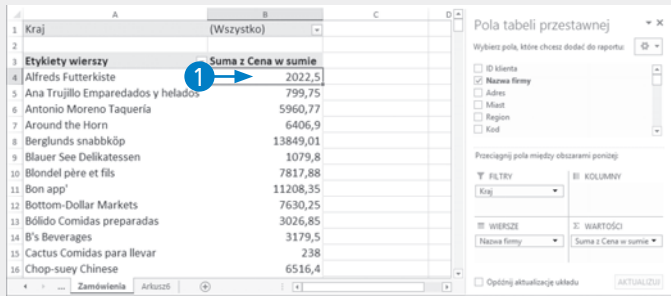 A B C D
1 Kraj (Wszystko)
2
3 Etykiety wierszy Suma z Cena w sumie
4 Alfreds Futterkiste 1 2022,5
5 Ana Trujillo Emparedados y helados 799,75
6 Antonio Moreno Taquería 5960,77
7 Around the Horn 6406,9
8 Berglunds snabbköp 13849,01
9 Blauer See Delikatessen 1079,8
10 Blondel père et fils 7817,88
11 Bon app' 11208,35
12 Bottom-Dollar Markets 7630,25
13 Bólido Comidas preparadas 3026,85
14 B's Beverages 3179,5
15 Cactus Comidas para llevar 238
16 Chop-suey Chinese 6516,4
... Zamówienia Arkusz6
Pola tabeli przestawnej
Wybierz pola, które chcesz dodać do raportu:
ID klienta
Nazwa firmy
Adres
Miast
Region
Kod
Przeciągnij pola między obszarami poniżej:
FILTRY KOLUMNY
Kraj
WIERSZE Σ WARTOŚCI
Nazwa firmy Suma z Cena w sumie
Opóźnij aktualizację układu AKTUALIZUJ